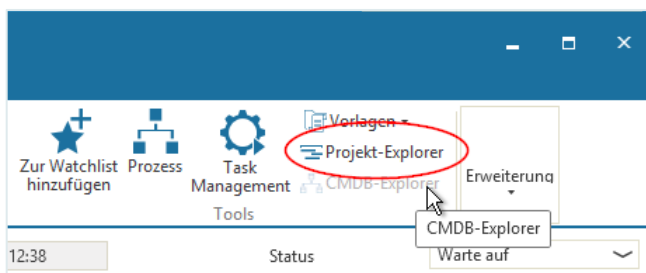 Vorlagen
Projekt-Explorer
CMDB-Explorer
Zur Watchlist
hinzufügen
Prozess
Task
Management
Erweiterung
Tools
CMDB-Explorer
12:38
Status
Warte auf